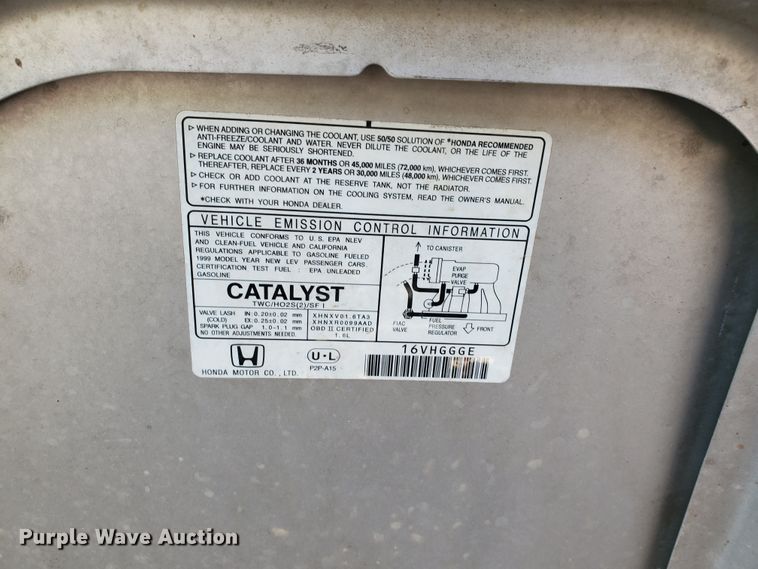 ▷ WHEN ADDING OR CHANGING THE COOLANT, USE 50/50 SOLUTION OF *HONDA RECOMMENDED
ANTI-FREEZE/COOLANT AND WATER. NEVER DILUTE THE COOLANT, OR THE LIFE OF THE
ENGINE MAY BE SERIOUSLY SHORTENED.
▷ REPLACE COOLANT AFTER 36 MONTHS OR 45,000 MILES (72,000 km), WHICHEVER COMES FIRST.
THEREAFTER, REPLACE EVERY 2 YEARS OR 30,000 MILES (48,000 km), WHICHEVER COMES FIRST.
▷ CHECK OR ADD COOLANT AT THE RESERVE TANK, NOT THE RADIATOR.
▷ FOR FURTHER INFORMATION ON THE COOLING SYSTEM, READ THE OWNER'S MANUAL.
*CHECK WITH YOUR HONDA DEALER.
VEHICLE EMISSION CONTROL INFORMATION
THIS VEHICLE CONFORMS TO U.S. EPA NLEV
AND CLEAN-FUEL VEHICLE AND CALIFORNIA
REGULATIONS APPLICABLE TO GASOLINE FUELED
1999 MODEL YEAR NEW LEV PASSENGER CARS.
CERTIFICATION TEST FUEL : EPA UNLEADED
GASOLINE
CATALYST
TWC/HO2S(2)/SFI
VALVE LASH IN:0.20±0.02 mm
(COLD) EX:0.25±0.02 mm
SPARK PLUG GAP 1.0-1.1 mm
NO OTHER ADJUSTMENTS NEEDED.
XHNXV01.6TA3
XHNXR0099AAD
OBD II CERTIFIED
1.6L
TO CANISTER
EVAP
PURGE
VALVE
FIAC
VALVE
FUEL
PRESSURE
REGULATOR
FRONT
HONDA MOTOR CO., LTD.
U·L
P2P-A15
16VHGGGE
Purple Wave Auction